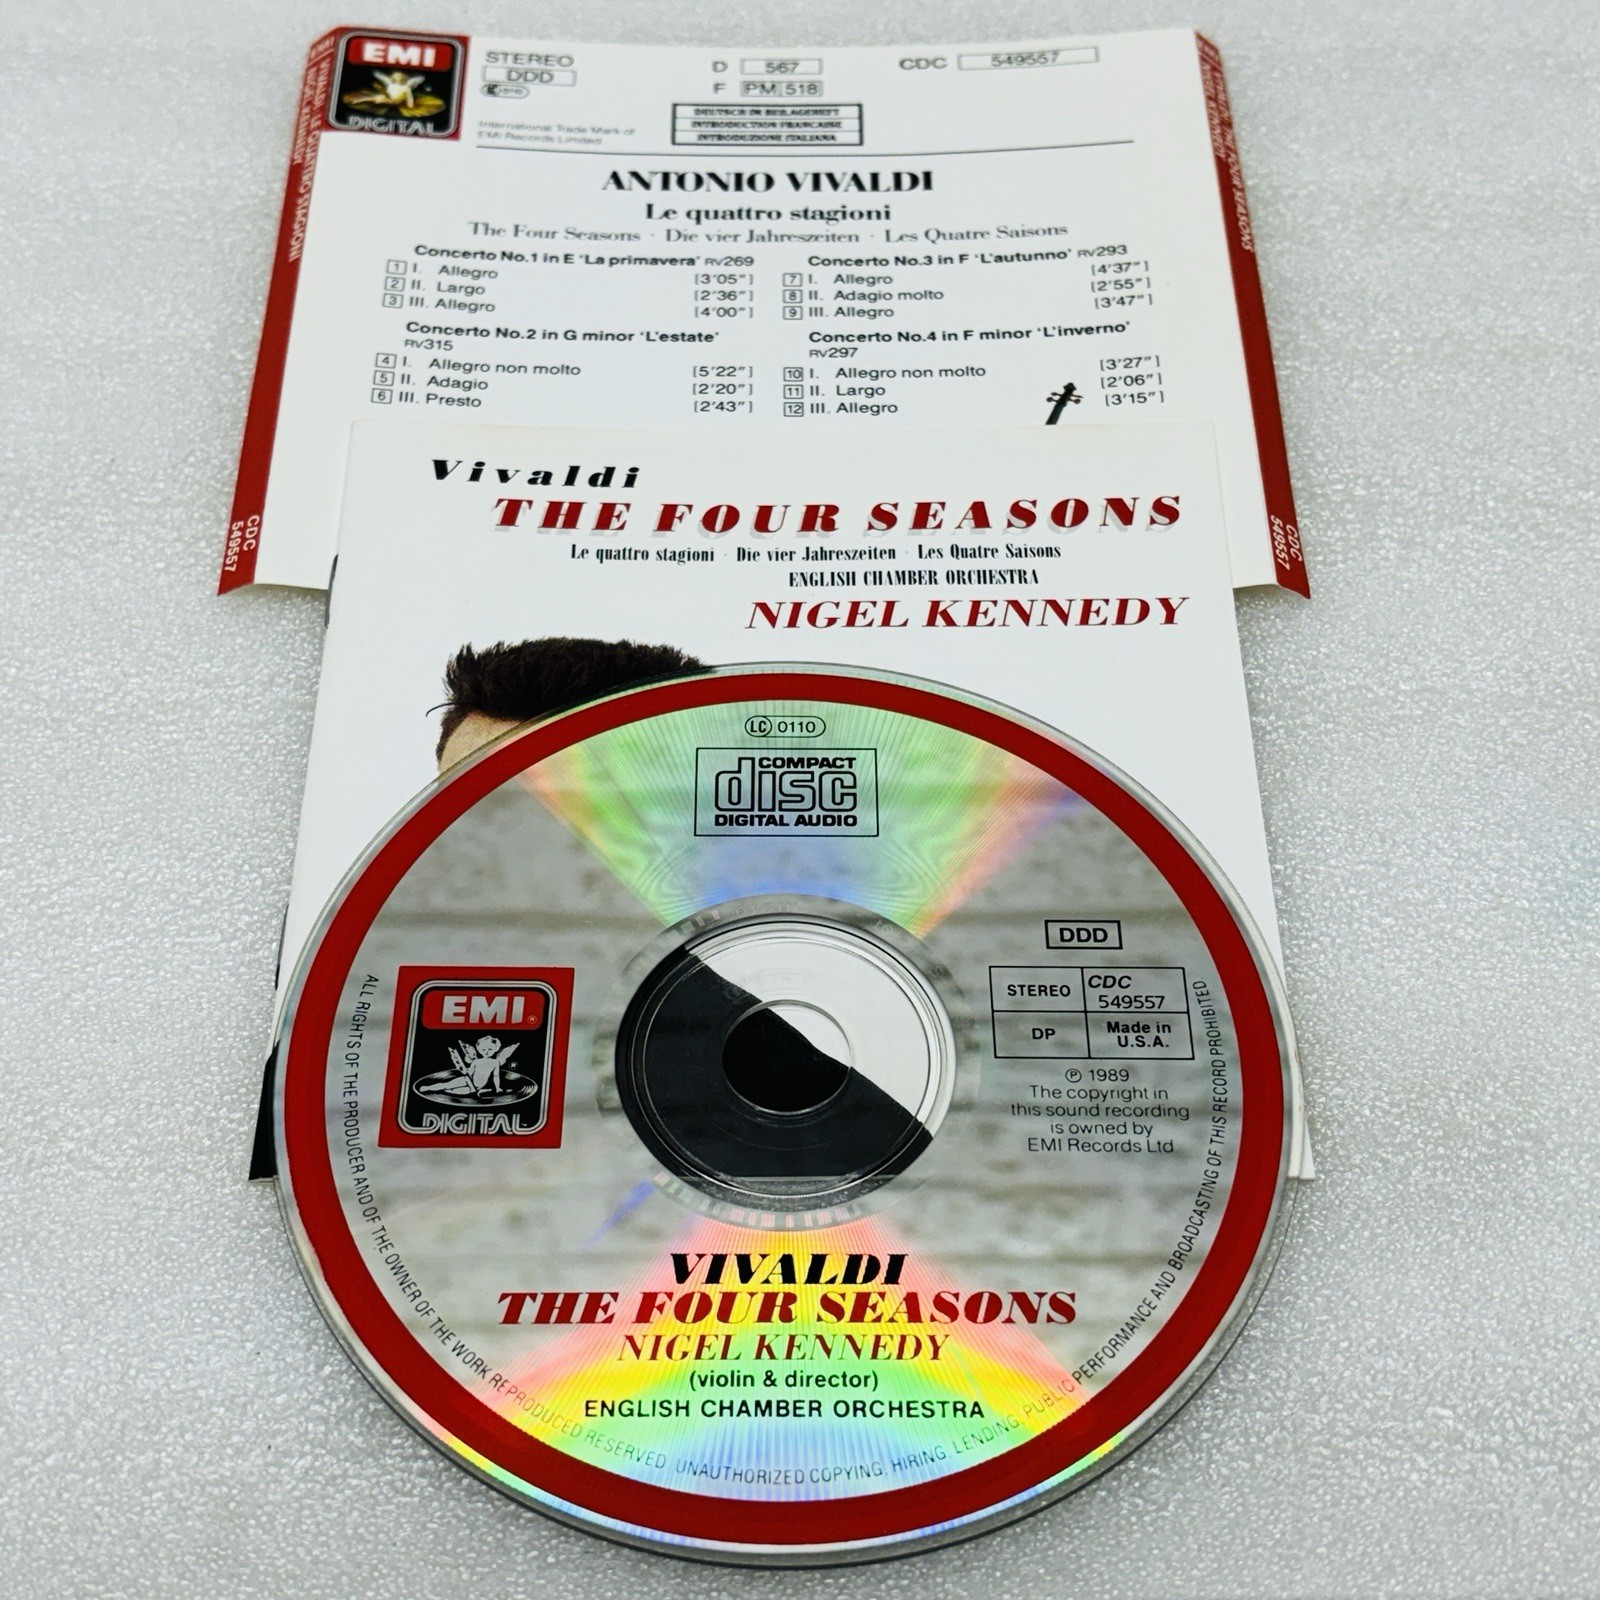 EMI
DIGITAL
STEREO
DDD
International Trade Mark of
EMI Records Limited
D 567
F PM 518
CDC 549557
DEUTSCH IM BEILAGEHEFT
INTRODUCTION FRANÇAISE
INTRODUZIONE ITALIANA
ANTONIO VIVALDI
Le quattro stagioni
The Four Seasons · Die vier Jahreszeiten · Les Quatre Saisons
Concerto No.1 in E 'La primavera' RV269
1 I. Allegro [3'05"]
2 II. Largo [2'36"]
3 III. Allegro [4'00"]
Concerto No.2 in G minor 'L'estate'
RV315
4 I. Allegro non molto [5'22"]
5 II. Adagio [2'20"]
6 III. Presto [2'43"]
Concerto No.3 in F 'L'autunno' RV293
7 I. Allegro [4'37"]
8 II. Adagio molto [2'55"]
9 III. Allegro [3'47"]
Concerto No.4 in F minor 'L'inverno'
RV297
10 I. Allegro non molto [3'27"]
11 II. Largo [2'06"]
12 III. Allegro [3'15"]
CDC
549557
CDC
549557
Vivaldi
THE FOUR SEASONS
Le quattro stagioni · Die vier Jahreszeiten · Les Quatre Saisons
ENGLISH CHAMBER ORCHESTRA
NIGEL KENNEDY
LC 0110
COMPACT
disc
DIGITAL AUDIO
EMI
DIGITAL
DDD
STEREO CDC
549557
DP Made in
U.S.A.
℗ 1989
The copyright in
this sound recording
is owned by
EMI Records Ltd
VIVALDI
THE FOUR SEASONS
NIGEL KENNEDY
(violin & director)
ENGLISH CHAMBER ORCHESTRA
ALL RIGHTS OF THE PRODUCER AND OF THE OWNER OF THE WORK REPRODUCED RESERVED. UNAUTHORIZED COPYING, HIRING, LENDING, PUBLIC PERFORMANCE AND BROADCASTING OF THIS RECORD PROHIBITED